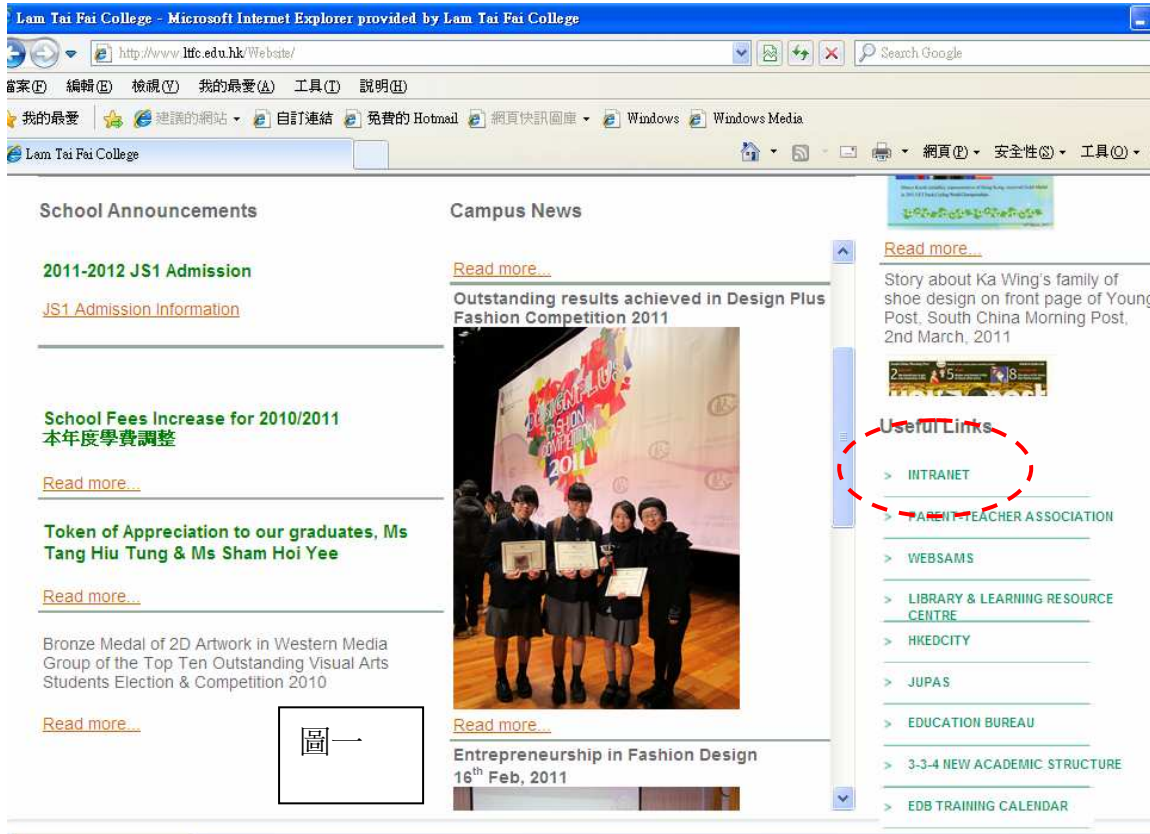 Lam Tai Fai College - Microsoft Internet Explorer provided by Lam Tai Fai College
http://www.ltfc.edu.hk/Website/
Search Google
檔案(F) 編輯(E) 檢視(V) 我的最愛(A) 工具(T) 說明(H)
我的最愛 建議的網站 自訂連結 免費的 Hotmail 網頁快訊圖庫 Windows Windows Media
Lam Tai Fai College
網頁(P) 安全性(S) 工具(O)
School Announcements
2011-2012 JS1 Admission
JS1 Admission Information
School Fees Increase for 2010/2011
本年度學費調整
Read more...
Token of Appreciation to our graduates, Ms
Tang Hiu Tung & Ms Sham Hoi Yee
Read more...
Bronze Medal of 2D Artwork in Western Media
Group of the Top Ten Outstanding Visual Arts
Students Election & Competition 2010
Read more...
圖一
Campus News
Read more...
Outstanding results achieved in Design Plus
Fashion Competition 2011
DESIGNPLUS
FASHION
COMPETITION
2011
Read more...
Entrepreneurship in Fashion Design
16th Feb, 2011
Read more...
Story about Ka Wing's family of
shoe design on front page of Young
Post, South China Morning Post,
2nd March, 2011
2 5 8
Useful Links
> INTRANET
> PARENT-TEACHER ASSOCIATION
> WEBSAMS
> LIBRARY & LEARNING RESOURCE
CENTRE
> HKEDCITY
> JUPAS
> EDUCATION BUREAU
> 3-3-4 NEW ACADEMIC STRUCTURE
> EDB TRAINING CALENDAR